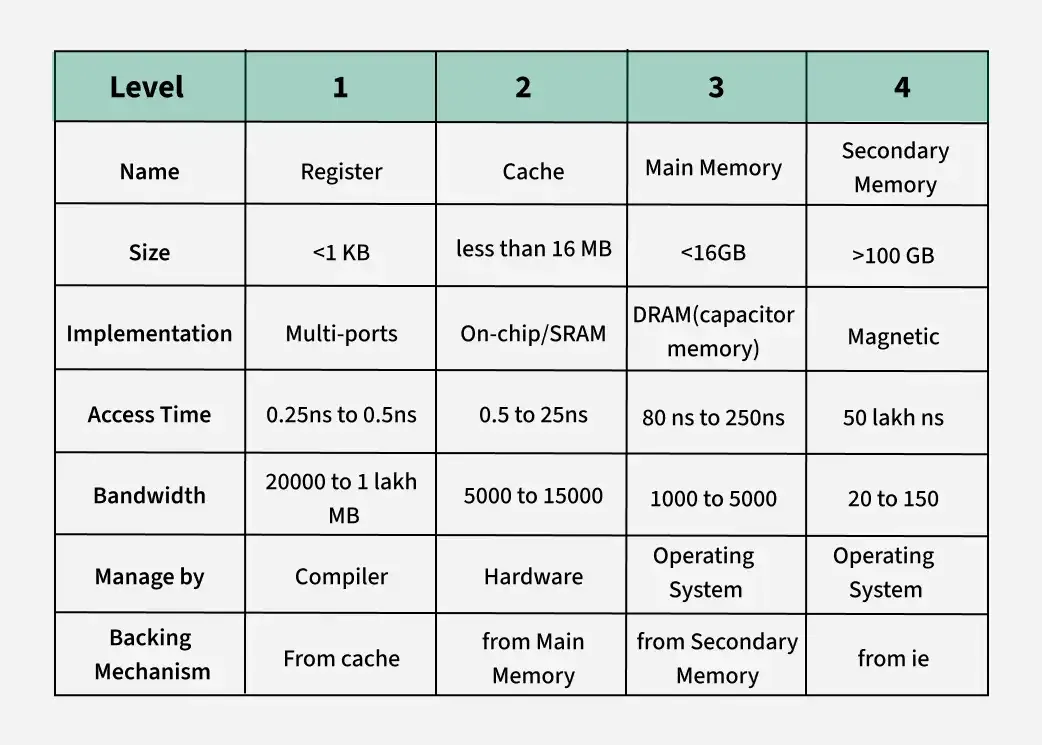 Level 1 2 3 4
Name Register Cache Main Memory Secondary
Memory
Size <1 KB less than 16 MB <16GB >100 GB
Implementation Multi-ports On-chip/SRAM DRAM(capacitor
memory) Magnetic
Access Time 0.25ns to 0.5ns 0.5 to 25ns 80 ns to 250ns 50 lakh ns
Bandwidth 20000 to 1 lakh
MB 5000 to 15000 1000 to 5000 20 to 150
Manage by Compiler Hardware Operating
System Operating
System
Backing
Mechanism From cache from Main
Memory from Secondary
Memory from ie